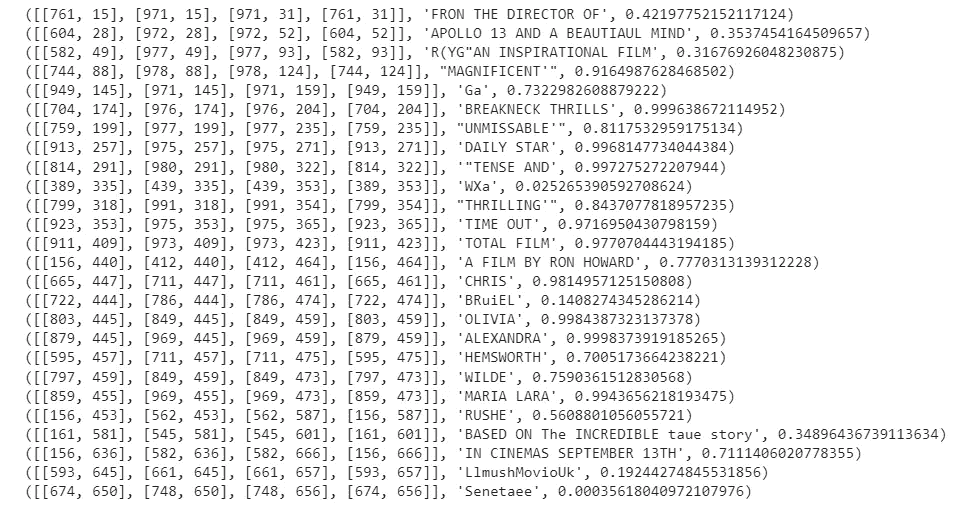 ([[761, 15], [971, 15], [971, 31], [761, 31]], 'FRON THE DIRECTOR OF', 0.42197752152117124)
([[604, 28], [972, 28], [972, 52], [604, 52]], 'APOLLO 13 AND A BEAUTIAUL MIND', 0.3537454164509657)
([[582, 49], [977, 49], [977, 93], [582, 93]], 'R(YG"AN INSPIRATIONAL FILM', 0.31676926048230875)
([[744, 88], [978, 88], [978, 124], [744, 124]], "MAGNIFICENT'", 0.9164987628468502)
([[949, 145], [971, 145], [971, 159], [949, 159]], 'Ga', 0.7322982608879222)
([[704, 174], [976, 174], [976, 204], [704, 204]], 'BREAKNECK THRILLS', 0.999638672114952)
([[759, 199], [977, 199], [977, 235], [759, 235]], "UNMISSABLE'", 0.8117532959175134)
([[913, 257], [975, 257], [975, 271], [913, 271]], 'DAILY STAR', 0.9968147734044384)
([[814, 291], [980, 291], [980, 322], [814, 322]], '"TENSE AND', 0.997275272207944)
([[389, 335], [439, 335], [439, 353], [389, 353]], 'WXa', 0.025265390592708624)
([[799, 318], [991, 318], [991, 354], [799, 354]], "THRILLING'", 0.8437077818957235)
([[923, 353], [975, 353], [975, 365], [923, 365]], 'TIME OUT', 0.9716950430798159)
([[911, 409], [973, 409], [973, 423], [911, 423]], 'TOTAL FILM', 0.9770704443194185)
([[156, 440], [412, 440], [412, 464], [156, 464]], 'A FILM BY RON HOWARD', 0.7770313139312228)
([[665, 447], [711, 447], [711, 461], [665, 461]], 'CHRIS', 0.9814957125150808)
([[722, 444], [786, 444], [786, 474], [722, 474]], 'BRuiEL', 0.1408274345286214)
([[803, 445], [849, 445], [849, 459], [803, 459]], 'OLIVIA', 0.9984387323137378)
([[879, 445], [969, 445], [969, 459], [879, 459]], 'ALEXANDRA', 0.9998373919185265)
([[595, 457], [711, 457], [711, 475], [595, 475]], 'HEMSWORTH', 0.7005173664238221)
([[797, 459], [849, 459], [849, 473], [797, 473]], 'WILDE', 0.7590361512830568)
([[859, 455], [969, 455], [969, 473], [859, 473]], 'MARIA LARA', 0.9943656218193475)
([[156, 453], [562, 453], [562, 587], [156, 587]], 'RUSHE', 0.5608801056055721)
([[161, 581], [545, 581], [545, 601], [161, 601]], 'BASED ON The INCREDIBLE taue story', 0.34896436739113634)
([[156, 636], [582, 636], [582, 666], [156, 666]], 'IN CINEMAS SEPTEMBER 13TH', 0.7111406020778355)
([[593, 645], [661, 645], [661, 657], [593, 657]], 'LlmushMovioUk', 0.19244274845531856)
([[674, 650], [748, 650], [748, 656], [674, 656]], 'Senetaee', 0.00035618040972107976)